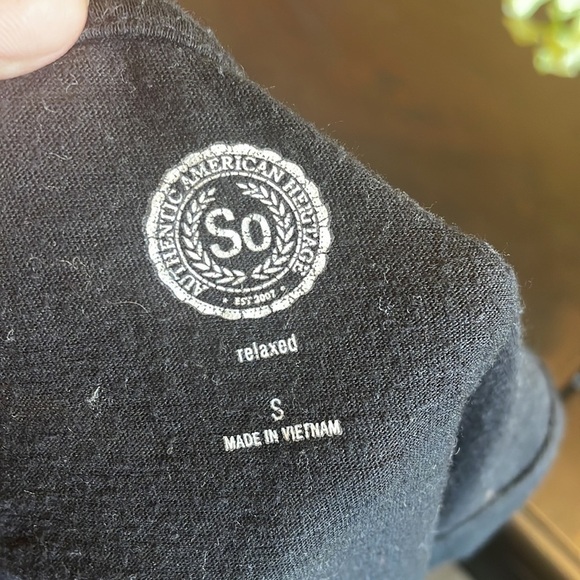 AUTHENTIC AMERICAN HERITAGE
So
• EST 2007 •
relaxed
S
MADE IN VIETNAM